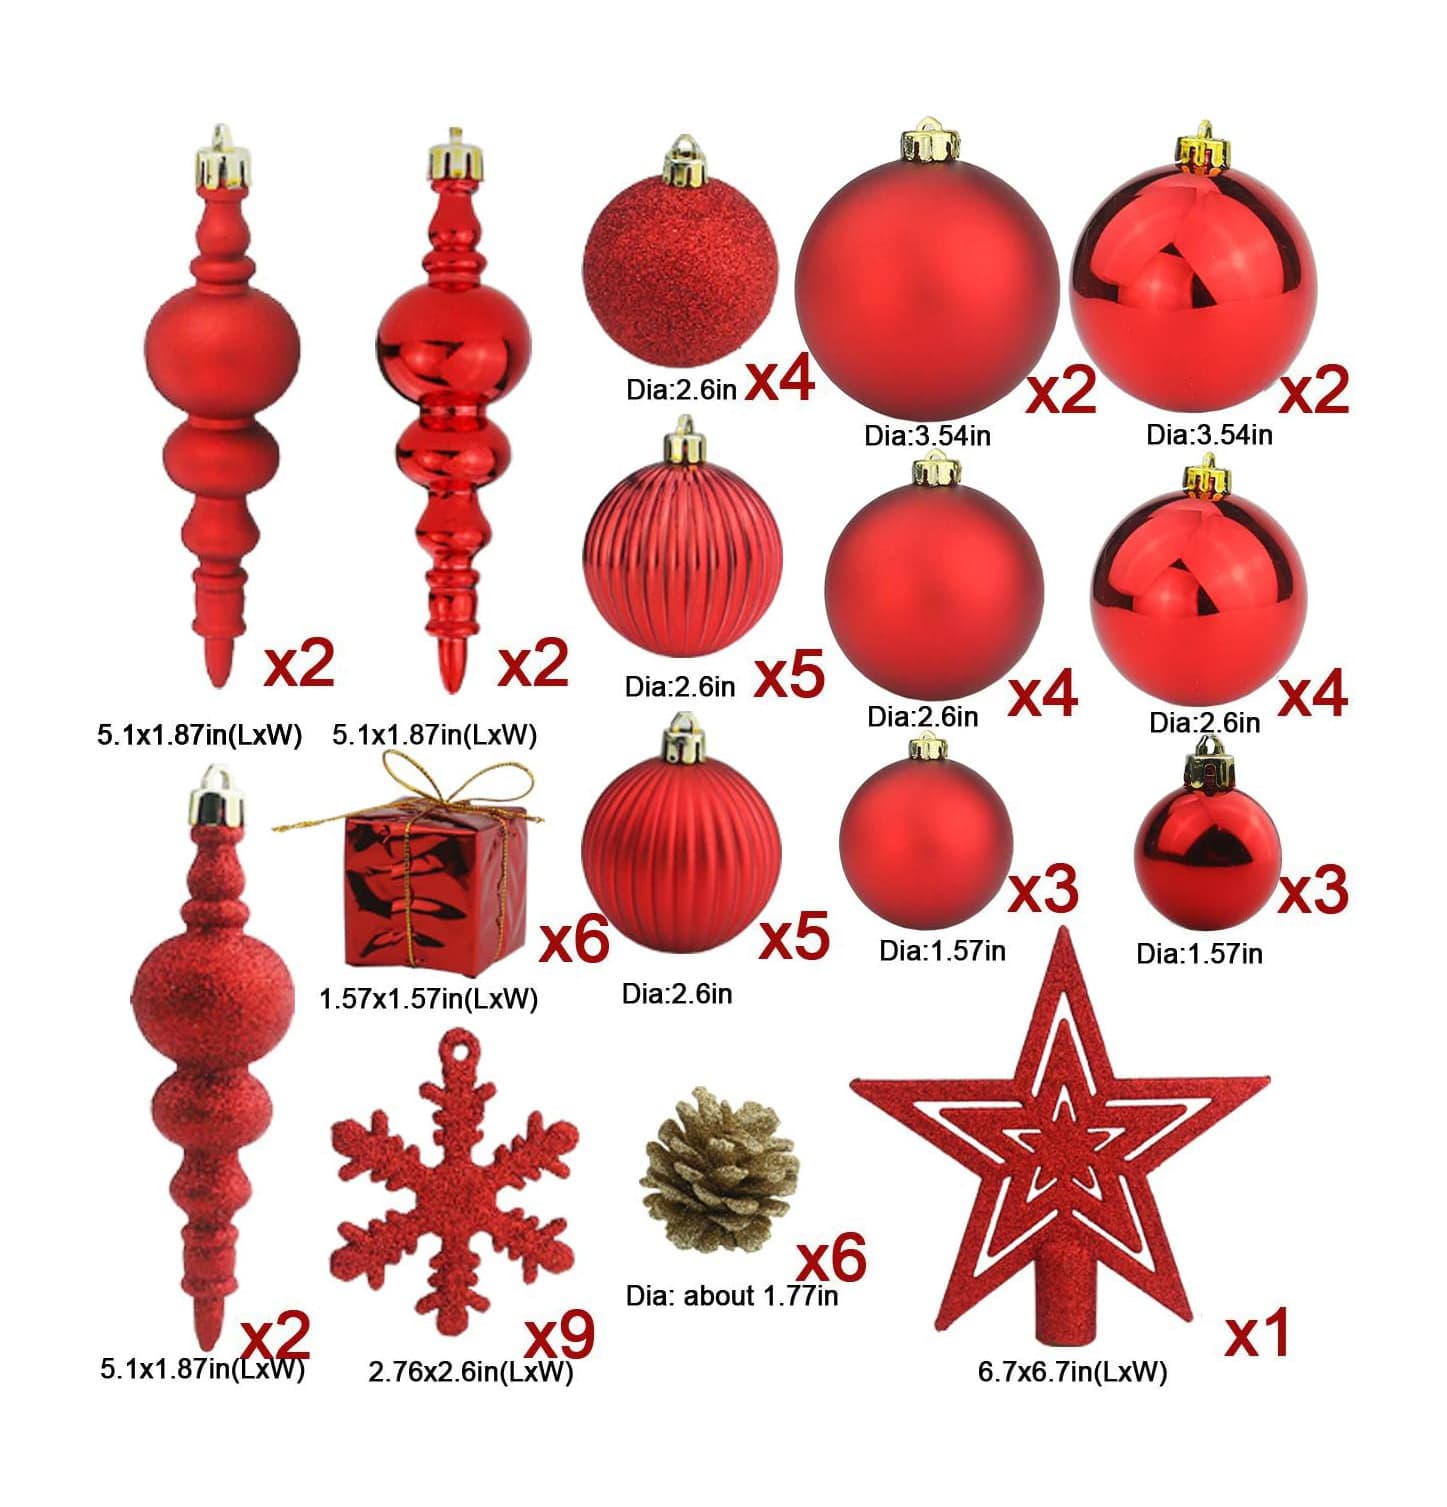 x4
Dia:2.6in
x2
Dia:3.54in
x2
Dia:3.54in
x2
5.1x1.87in(LxW)
x2
5.1x1.87in(LxW)
x5
Dia:2.6in
x4
Dia:2.6in
x4
Dia:2.6in
x6
1.57x1.57in(LxW)
x5
Dia:2.6in
x3
Dia:1.57in
x3
Dia:1.57in
x2
5.1x1.87in(LxW)
x9
2.76x2.6in(LxW)
x6
Dia: about 1.77in
x1
6.7x6.7in(LxW)